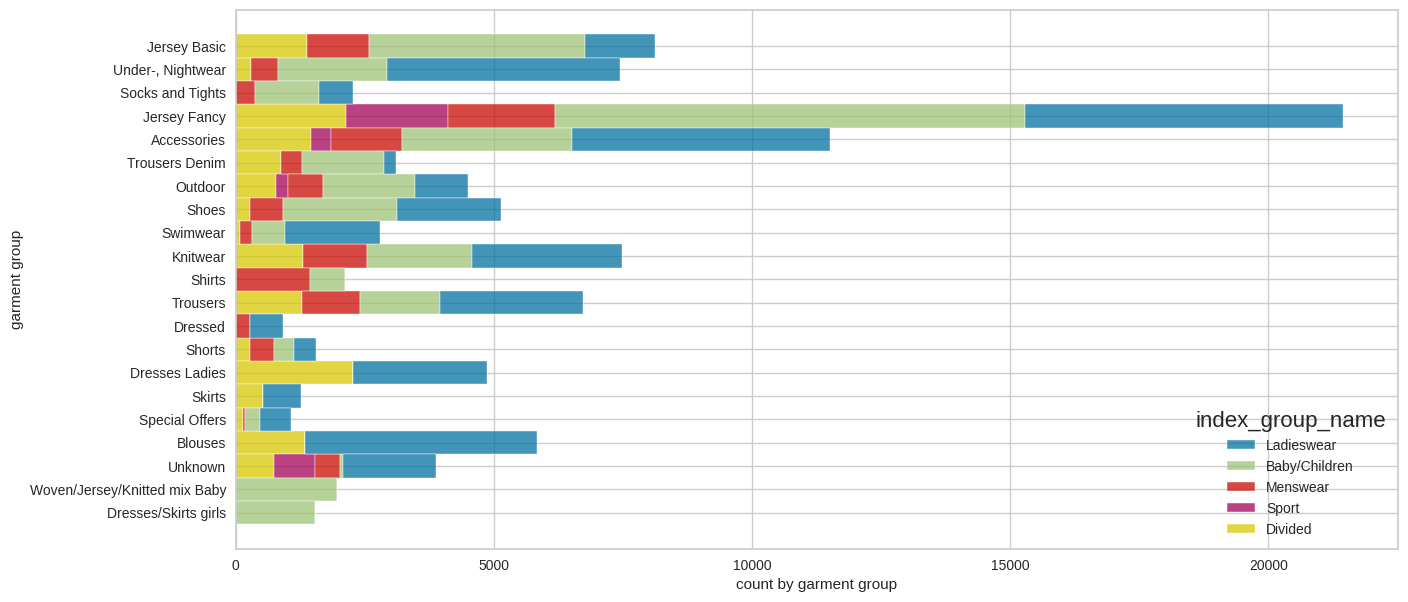 Jersey Basic
Under-, Nightwear
Socks and Tights
Jersey Fancy
Accessories
Trousers Denim
Outdoor
Shoes
Swimwear
Knitwear
Shirts
Trousers
Dressed
Shorts
Dresses Ladies
Skirts
Special Offers
Blouses
Unknown
Woven/Jersey/Knitted mix Baby
Dresses/Skirts girls
garment group
index_group_name
Ladieswear
Baby/Children
Menswear
Sport
Divided
0 5000 10000 15000 20000
count by garment group